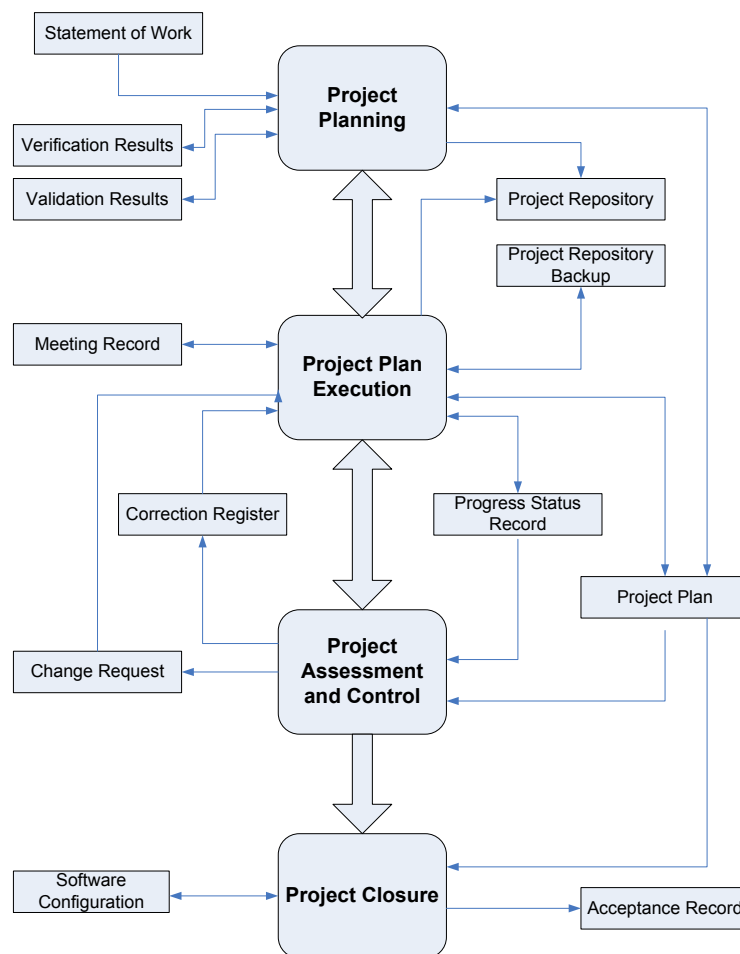 Statement of Work
Project
Planning
Verification Results
Validation Results
Project Repository
Project Repository
Backup
Meeting Record
Project Plan
Execution
Correction Register
Progress Status
Record
Project Plan
Project
Assessment
and Control
Change Request
Software
Configuration
Project Closure
Acceptance Record